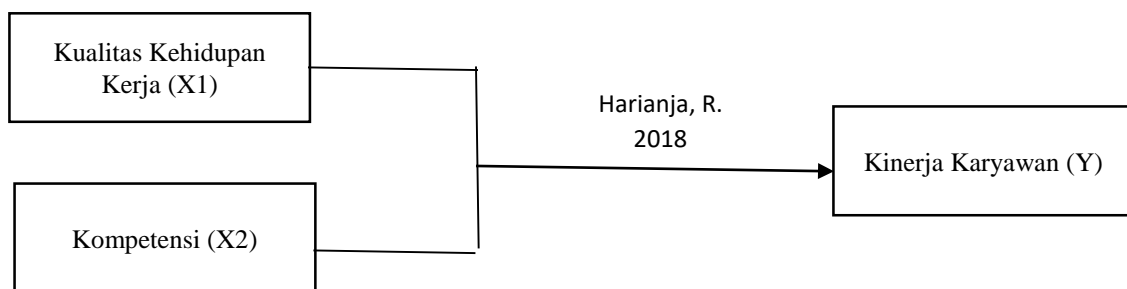 Kualitas Kehidupan
Kerja (X1)
Harianja, R.
2018
Kinerja Karyawan (Y)
Kompetensi (X2)